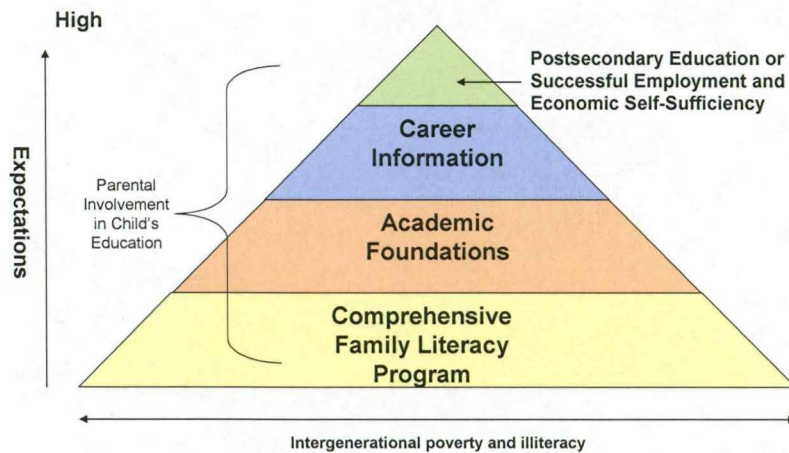 High
Postsecondary Education or
Successful Employment and
Economic Self-Sufficiency
Career
Information
Expectations
Parental
Involvement
in Child's
Education
Academic
Foundations
Comprehensive
Family Literacy
Program
Intergenerational poverty and illiteracy